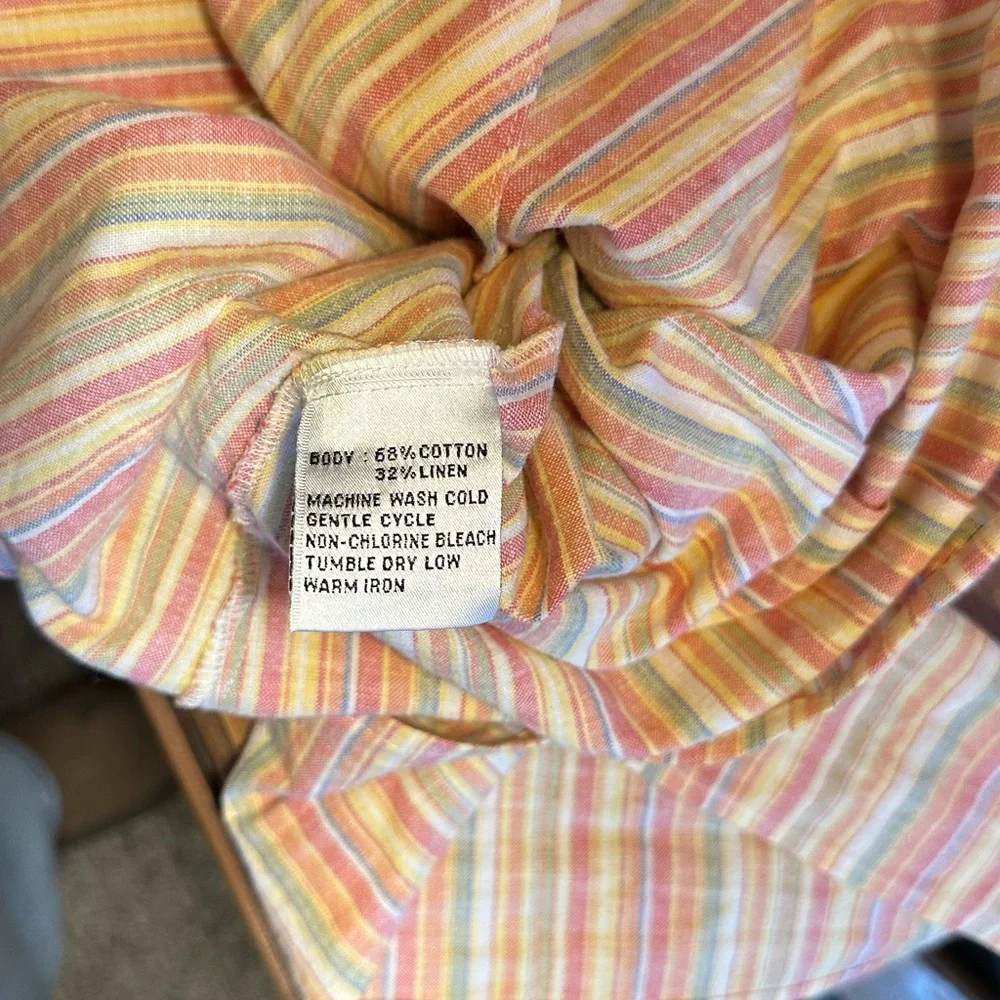 BODY : 68% COTTON
32% LINEN
MACHINE WASH COLD
GENTLE CYCLE
NON-CHLORINE BLEACH
TUMBLE DRY LOW
WARM IRON